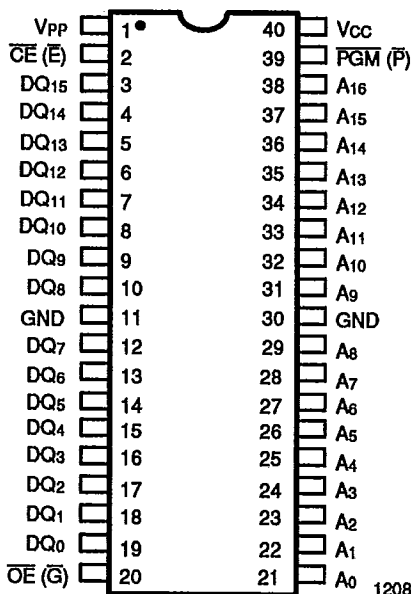 VPP 1 40 VCC
C̅E̅ (E̅) 2 39 P̅G̅M̅ (P̅)
DQ15 3 38 A16
DQ14 4 37 A15
DQ13 5 36 A14
DQ12 6 35 A13
DQ11 7 34 A12
DQ10 8 33 A11
DQ9 9 32 A10
DQ8 10 31 A9
GND 11 30 GND
DQ7 12 29 A8
DQ6 13 28 A7
DQ5 14 27 A6
DQ4 15 26 A5
DQ3 16 25 A4
DQ2 17 24 A3
DQ1 18 23 A2
DQ0 19 22 A1
O̅E̅ (G̅) 20 21 A0
1208